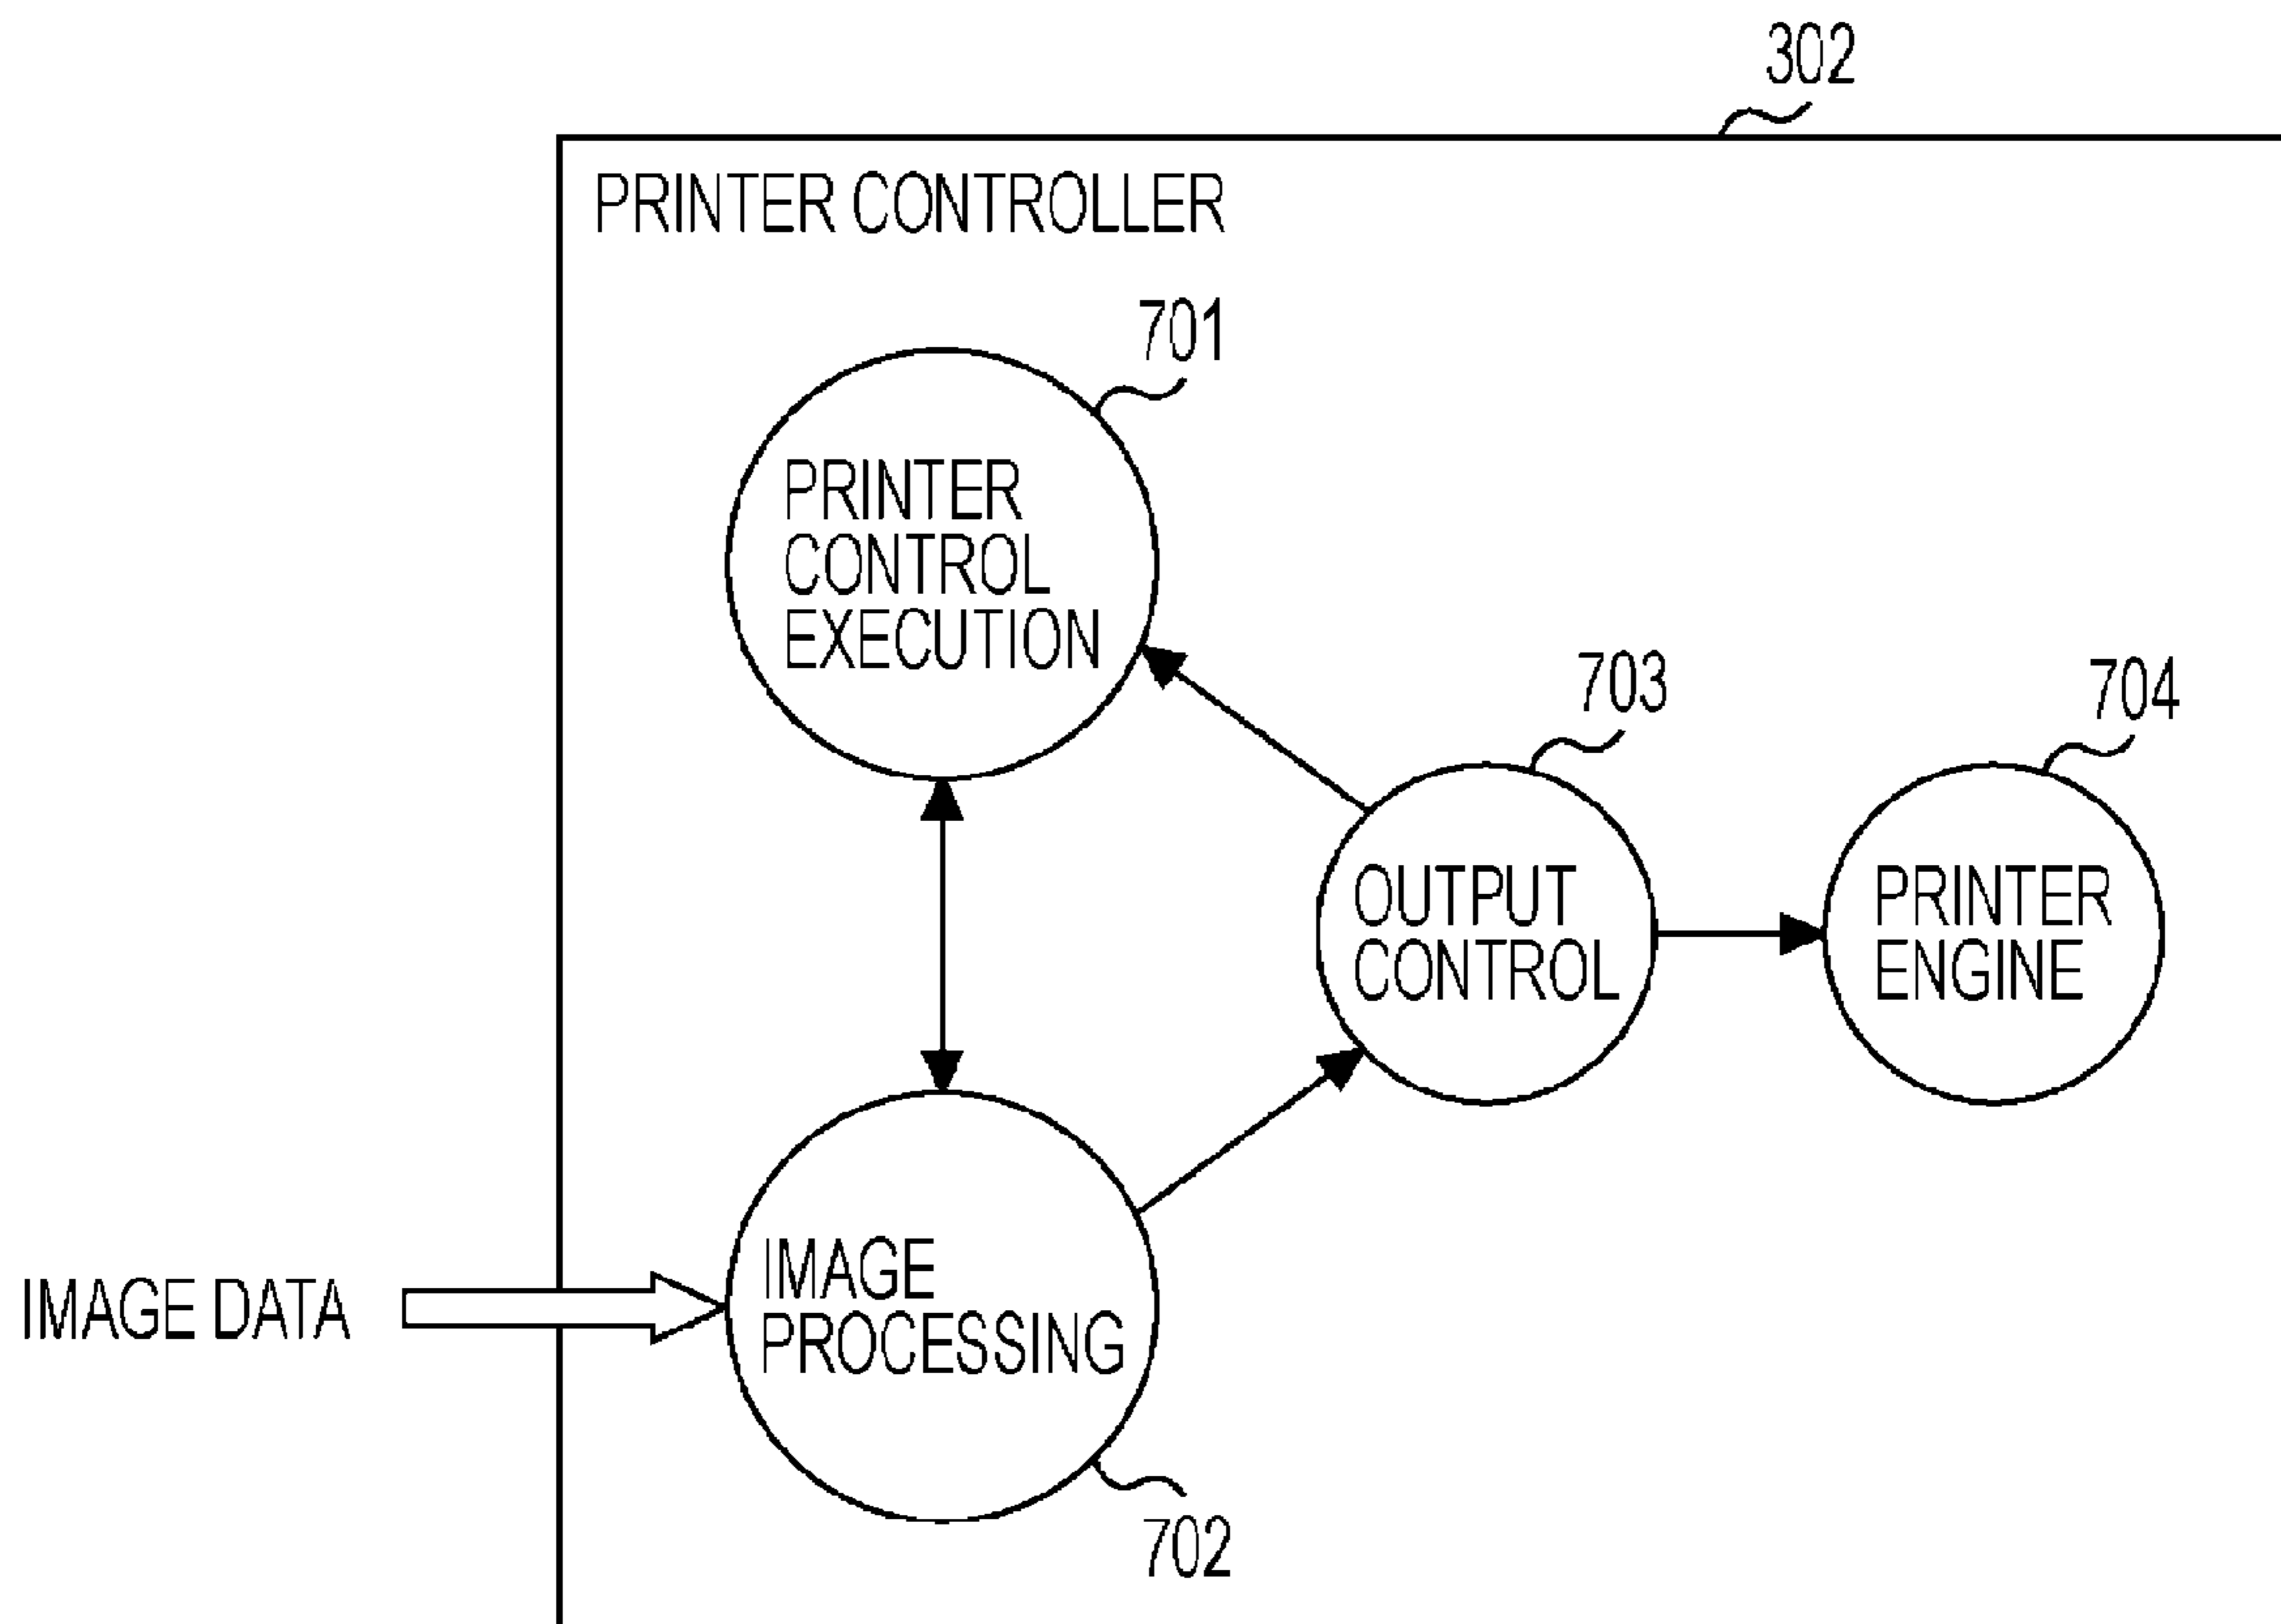 302
PRINTER CONTROLLER
701
PRINTER
CONTROL
EXECUTION
703
704
OUTPUT
CONTROL
PRINTER
ENGINE
IMAGE DATA
IMAGE
PROCESSING
702